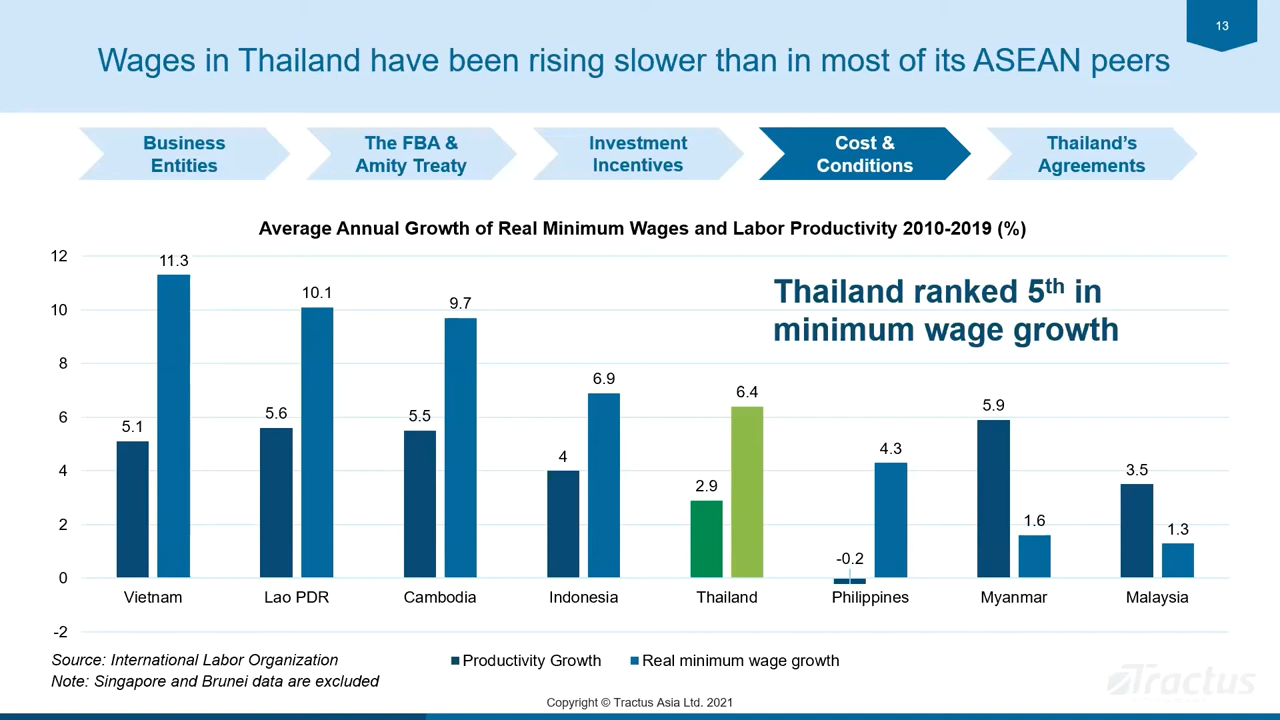 13
Wages in Thailand have been rising slower than in most of its ASEAN peers
Business
Entities
The FBA &
Amity Treaty
Investment
Incentives
Cost &
Conditions
Thailand's
Agreements
Average Annual Growth of Real Minimum Wages and Labor Productivity 2010-2019 (%)
Thailand ranked 5th in
minimum wage growth
12
10
8
6
4
2
0
-2
5.1
11.3
5.6
10.1
5.5
9.7
4
6.9
2.9
6.4
-0.2
4.3
5.9
1.6
3.5
1.3
Vietnam
Lao PDR
Cambodia
Indonesia
Thailand
Philippines
Myanmar
Malaysia
Source: International Labor Organization
Note: Singapore and Brunei data are excluded
Productivity Growth
Real minimum wage growth
Tractus
Copyright © Tractus Asia Ltd. 2021